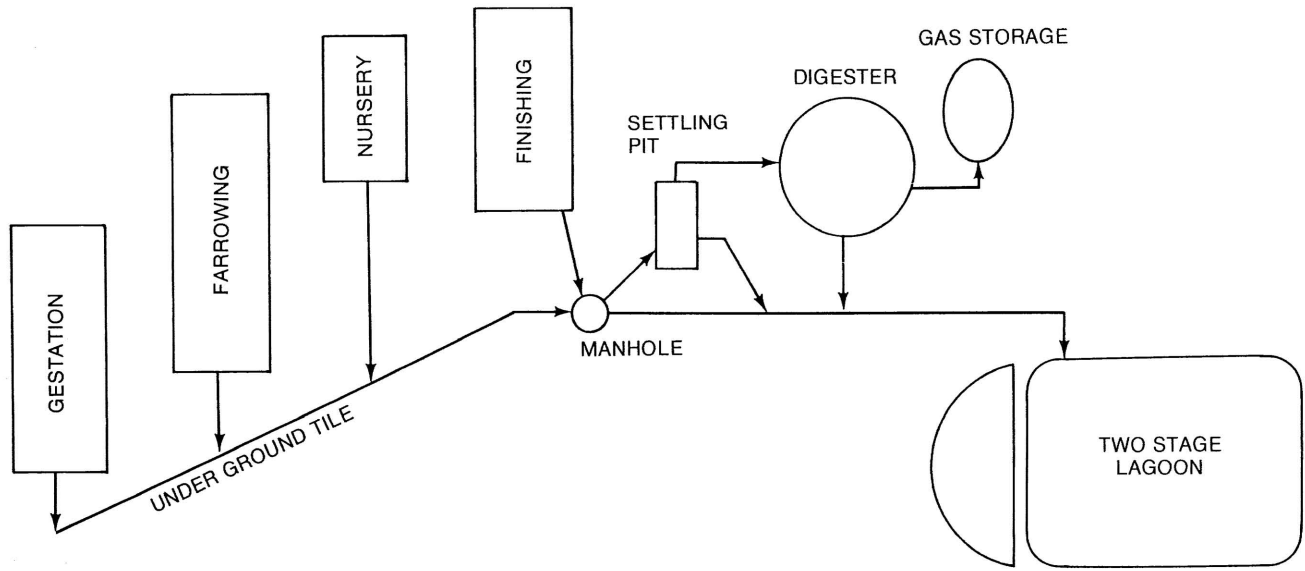 GESTATION
FARROWING
NURSERY
FINISHING
UNDER GROUND TILE
MANHOLE
SETTLING
PIT
DIGESTER
GAS STORAGE
TWO STAGE
LAGOON